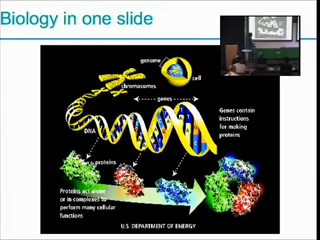 Biology in one slide
genome
cell
chromosomes
genes
Genes contain
instructions
for making
proteins
DNA
proteins
Proteins act alone
or in complexes to
perform many cellular
functions
U.S. DEPARTMENT OF ENERGY